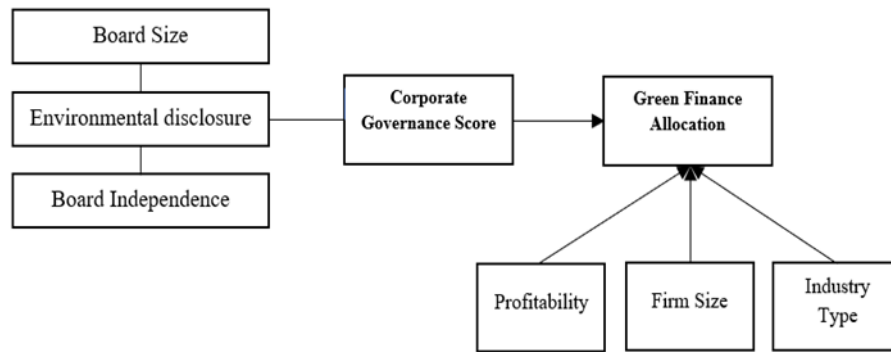 Board Size
Environmental disclosure
Board Independence
Corporate
Governance Score
Green Finance
Allocation
Profitability
Firm Size
Industry
Type